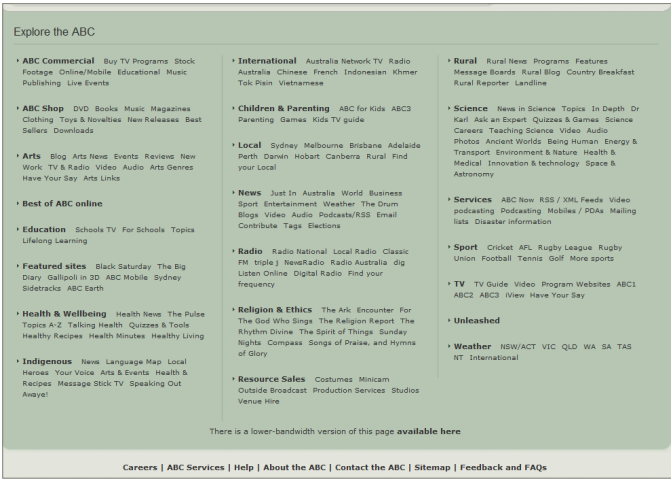 Explore the ABC
ABC Commercial Buy TV Programs Stock
Footage Online/Mobile Educational Music
Publishing Live Events
ABC Shop DVD Books Music Magazines
Clothing Toys & Novelties New Releases Best
Sellers Downloads
Arts Blog Arts News Events Reviews New
Work TV & Radio Video Audio Arts Genres
Have Your Say Arts Links
Best of ABC online
Education Schools TV For Schools Topics
Lifelong Learning
Featured sites Black Saturday The Big
Diary Gallipoli in 3D ABC Mobile Sydney
Sidetracks ABC Earth
Health & Wellbeing Health News The Pulse
Topics A-Z Talking Health Quizzes & Tools
Healthy Recipes Health Minutes Healthy Living
Indigenous News Language Map Local
Heroes Your Voice Arts & Events Health &
Recipes Message Stick TV Speaking Out
Awaye!
International Australia Network TV Radio
Australia Chinese French Indonesian Khmer
Tok Pisin Vietnamese
Children & Parenting ABC for Kids ABC3
Parenting Games Kids TV guide
Local Sydney Melbourne Brisbane Adelaide
Perth Darwin Hobart Canberra Rural Find
your Local
News Just In Australia World Business
Sport Entertainment Weather The Drum
Blogs Video Audio Podcasts/RSS Email
Contribute Tags Elections
Radio Radio National Local Radio Classic
FM triple j NewsRadio Radio Australia dig
Listen Online Digital Radio Find your
frequency
Religion & Ethics The Ark Encounter For
The God Who Sings The Religion Report The
Rhythm Divine The Spirit of Things Sunday
Nights Compass Songs of Praise, and Hymns
of Glory
Resource Sales Costumes Minicam
Outside Broadcast Production Services Studios
Venue Hire
Rural Rural News Programs Features
Message Boards Rural Blog Country Breakfast
Rural Reporter Landline
Science News in Science Topics In Depth Dr
Karl Ask an Expert Quizzes & Games Science
Careers Teaching Science Video Audio
Photos Ancient Worlds Being Human Energy &
Transport Environment & Nature Health &
Medical Innovation & technology Space &
Astronomy
Services ABC Now RSS / XML Feeds Video
podcasting Podcasting Mobiles / PDAs Mailing
lists Disaster information
Sport Cricket AFL Rugby League Rugby
Union Football Tennis Golf More sports
TV TV Guide Video Program Websites ABC1
ABC2 ABC3 iView Have Your Say
Unleashed
Weather NSW/ACT VIC QLD WA SA TAS
NT International
There is a lower-bandwidth version of this page available here
Careers | ABC Services | Help | About the ABC | Contact the ABC | Sitemap | Feedback and FAQs